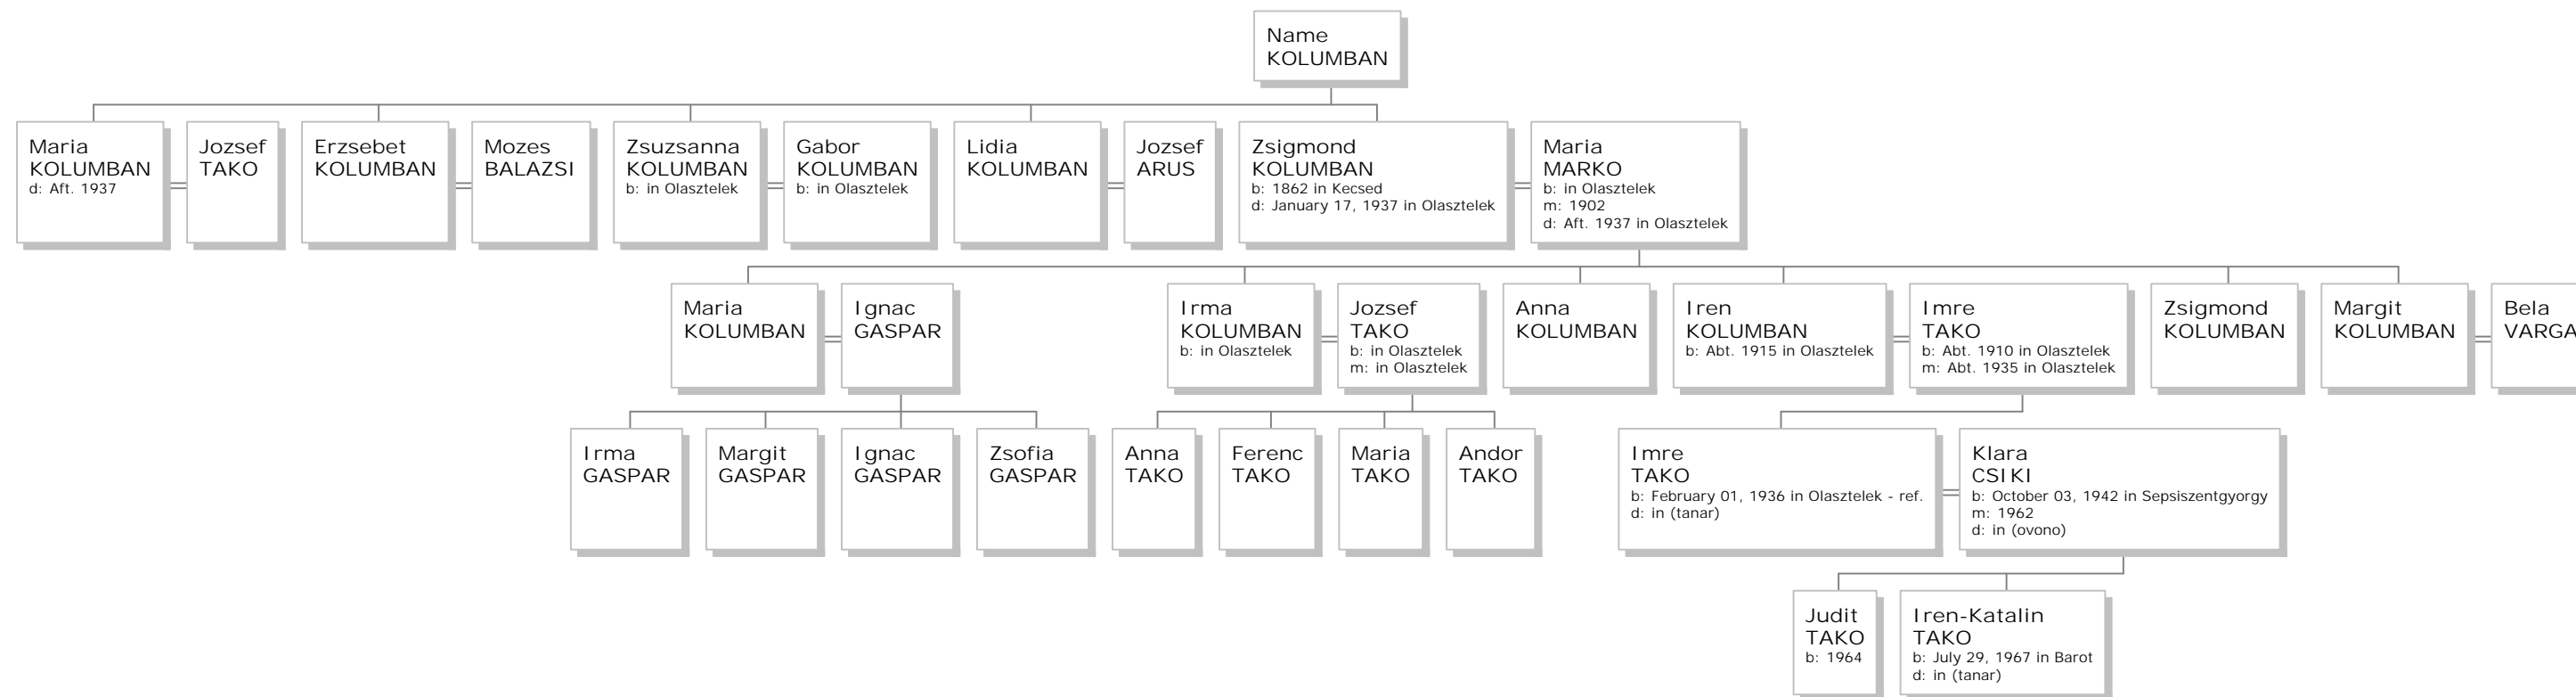 Name
KOLUMBAN
Maria
KOLUMBAN
d: Aft. 1937
Jozsef
TAKO
Erzsebet
KOLUMBAN
Mozes
BALAZSI
Zsuzsanna
KOLUMBAN
b: in Olasztelek
Gabor
KOLUMBAN
b: in Olasztelek
Lidia
KOLUMBAN
Jozsef
ARUS
Zsigmond
KOLUMBAN
b: 1862 in Kecsed
d: January 17, 1937 in Olasztelek
Maria
MARKO
b: in Olasztelek
m: 1902
d: Aft. 1937 in Olasztelek
Maria
KOLUMBAN
Ignac
GASPAR
Irma
KOLUMBAN
b: in Olasztelek
Jozsef
TAKO
b: in Olasztelek
m: in Olasztelek
Anna
KOLUMBAN
Iren
KOLUMBAN
b: Abt. 1915 in Olasztelek
Imre
TAKO
b: Abt. 1910 in Olasztelek
m: Abt. 1935 in Olasztelek
Zsigmond
KOLUMBAN
Margit
KOLUMBAN
Bela
VARGA
Irma
GASPAR
Margit
GASPAR
Ignac
GASPAR
Zsofia
GASPAR
Anna
TAKO
Ferenc
TAKO
Maria
TAKO
Andor
TAKO
Imre
TAKO
b: February 01, 1936 in Olasztelek - ref.
d: in (tanar)
Klara
CSIKI
b: October 03, 1942 in Sepsiszentgyorgy
m: 1962
d: in (ovono)
Judit
TAKO
b: 1964
Iren-Katalin
TAKO
b: July 29, 1967 in Barot
d: in (tanar)